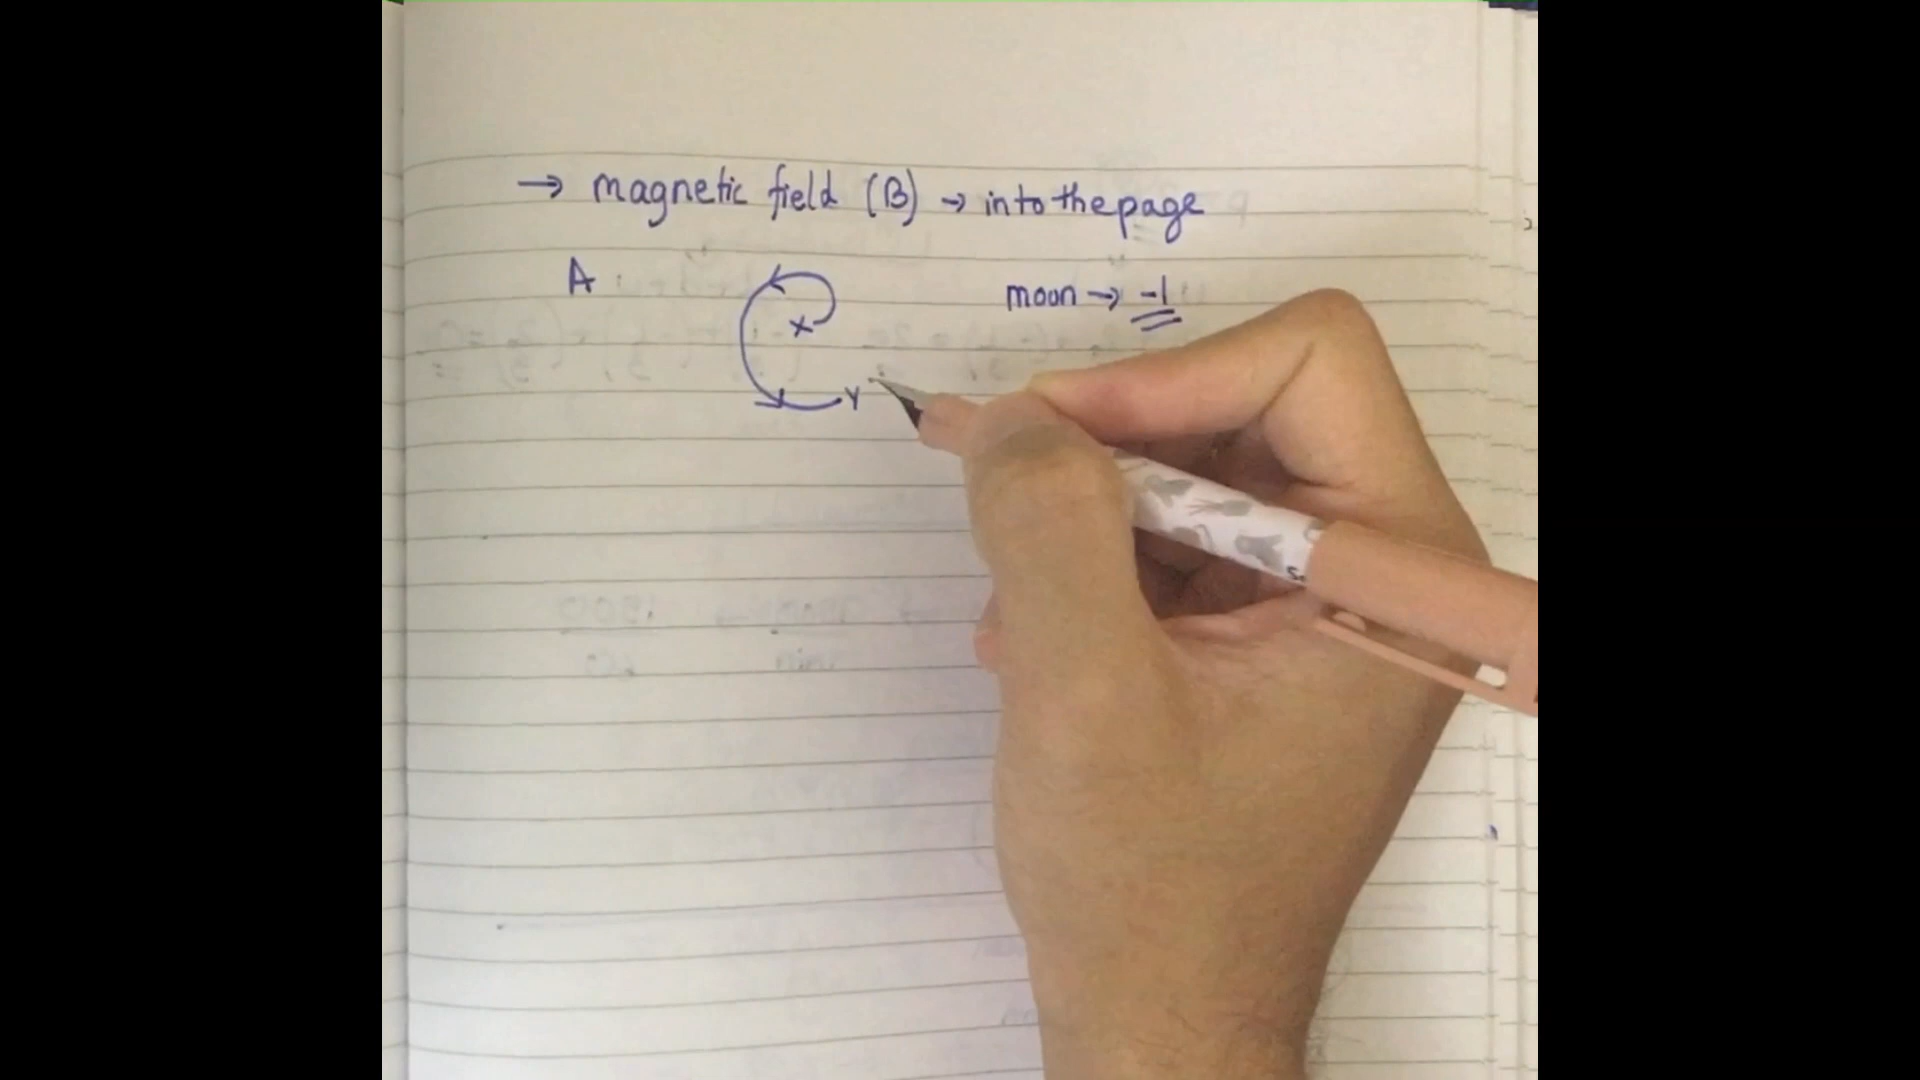 → magnetic field (B) → into the page
A
moon → -1
X
Y